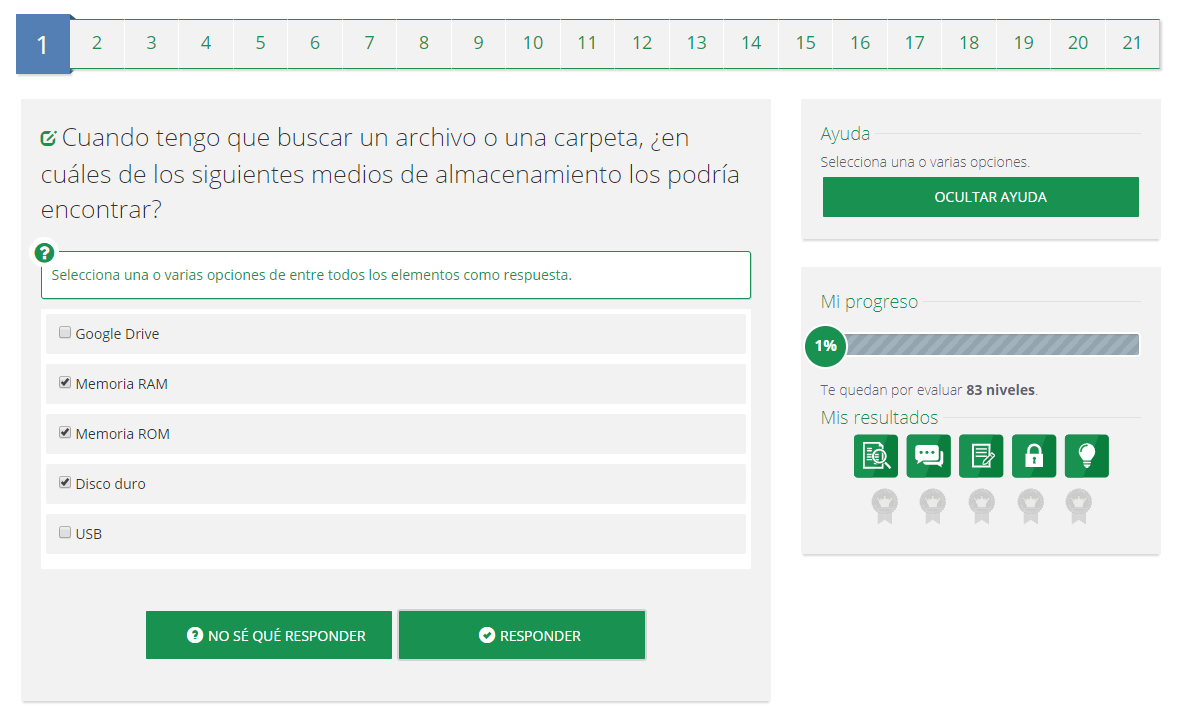 1 2 3 4 5 6 7 8 9 10 11 12 13 14 15 16 17 18 19 20 21
Cuando tengo que buscar un archivo o una carpeta, ¿en
cuáles de los siguientes medios de almacenamiento los podría
encontrar?
?
Selecciona una o varias opciones de entre todos los elementos como respuesta.
Google Drive
Memoria RAM
Memoria ROM
Disco duro
USB
? NO SÉ QUÉ RESPONDER
RESPONDER
Ayuda
Selecciona una o varias opciones.
OCULTAR AYUDA
Mi progreso
1%
Te quedan por evaluar 83 niveles.
Mis resultados